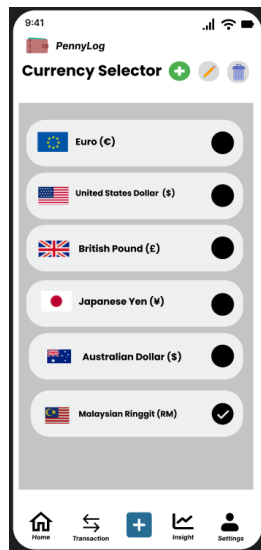 9:41
PennyLog
Currency Selector
Euro (€)
United States Dollar ($)
British Pound (£)
Japanese Yen (¥)
Australian Dollar ($)
Malaysian Ringgit (RM)
Home Transaction Insight Settings